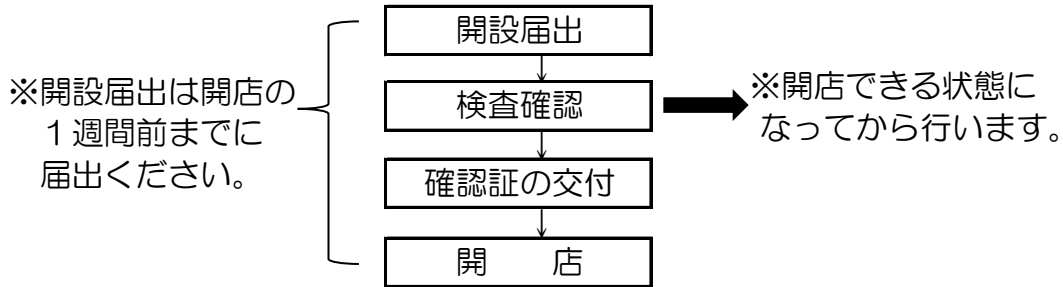 開設届出
※開設届出は開店の
１週間前までに
届出ください。
検査確認
※開店できる状態に
なってから行います。
確認証の交付
開　　店